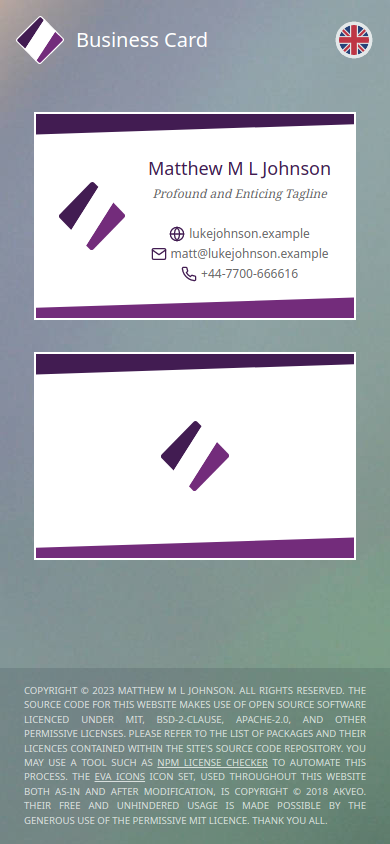 Business Card
Matthew M L Johnson
Profound and Enticing Tagline
lukejohnson.example
matt@lukejohnson.example
+44-7700-666616
COPYRIGHT © 2023 MATTHEW M L JOHNSON. ALL RIGHTS RESERVED. THE
SOURCE CODE FOR THIS WEBSITE MAKES USE OF OPEN SOURCE SOFTWARE
LICENCED UNDER MIT, BSD-2-CLAUSE, APACHE-2.0, AND OTHER
PERMISSIVE LICENSES. PLEASE REFER TO THE LIST OF PACKAGES AND THEIR
LICENCES CONTAINED WITHIN THE SITE'S SOURCE CODE REPOSITORY. YOU
MAY USE A TOOL SUCH AS NPM LICENSE CHECKER TO AUTOMATE THIS
PROCESS. THE EVA ICONS ICON SET, USED THROUGHOUT THIS WEBSITE
BOTH AS-IN AND AFTER MODIFICATION, IS COPYRIGHT © 2018 AKVEO.
THEIR FREE AND UNHINDERED USAGE IS MADE POSSIBLE BY THE
GENEROUS USE OF THE PERMISSIVE MIT LICENCE. THANK YOU ALL.